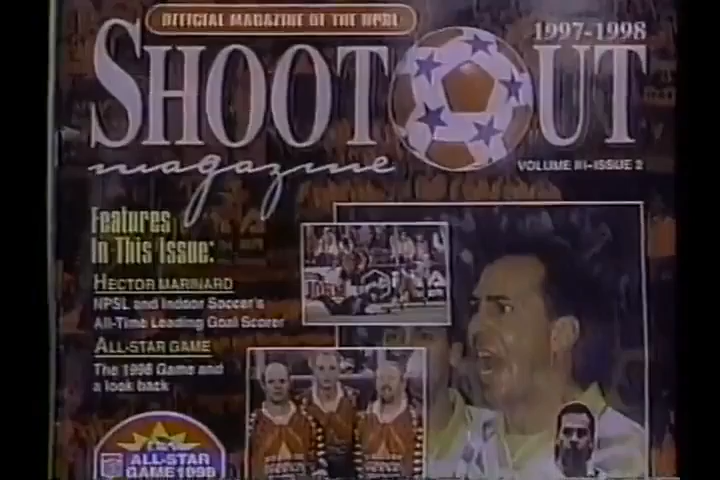 OFFICIAL MAGAZINE OF THE NPSL
1997-1998
SHOOTOUT
magazine
VOLUME III-ISSUE 2
Features
In This Issue:
HECTOR MARINARO
NPSL and Indoor Soccer's
All-Time Leading Goal Scorer
ALL-STAR GAME
The 1998 Game and
a look back
ALL-STAR
GAME 1998